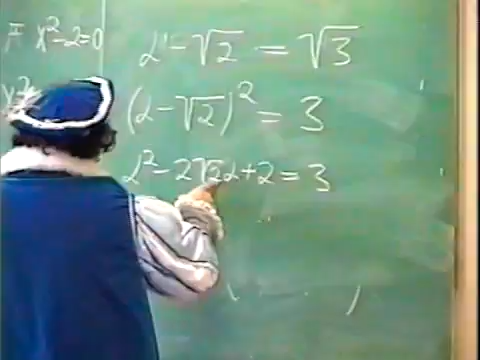 x²-2=0
α - √2 = √3
(α - √2)² = 3
α² - 2√2α + 2 = 3